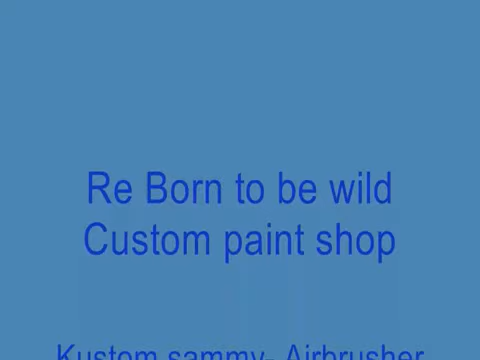 Re Born to be wild
Custom paint shop
Kustom sammy- Airbrusher